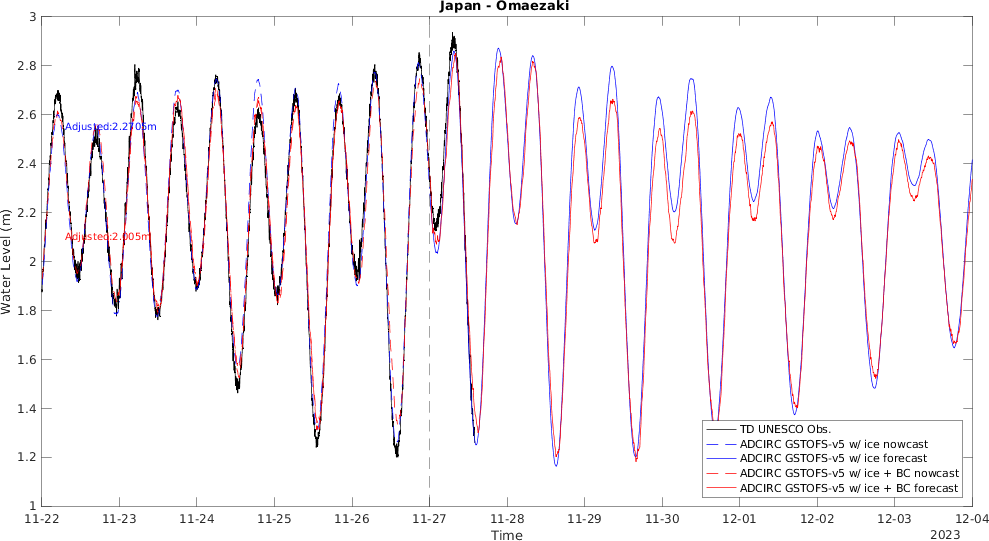 Japan - Omaezaki
3
2.8
2.6
2.4
2.2
2
1.8
1.6
1.4
1.2
1
Water Level (m)
Adjusted:2.2705m
Adjusted:2.005m
TD UNESCO Obs.
ADCIRC GSTOFS-v5 w/ ice nowcast
ADCIRC GSTOFS-v5 w/ ice forecast
ADCIRC GSTOFS-v5 w/ ice + BC nowcast
ADCIRC GSTOFS-v5 w/ ice + BC forecast
11-22 11-23 11-24 11-25 11-26 11-27 11-28 11-29 11-30 12-01 12-02 12-03 12-04
Time
2023